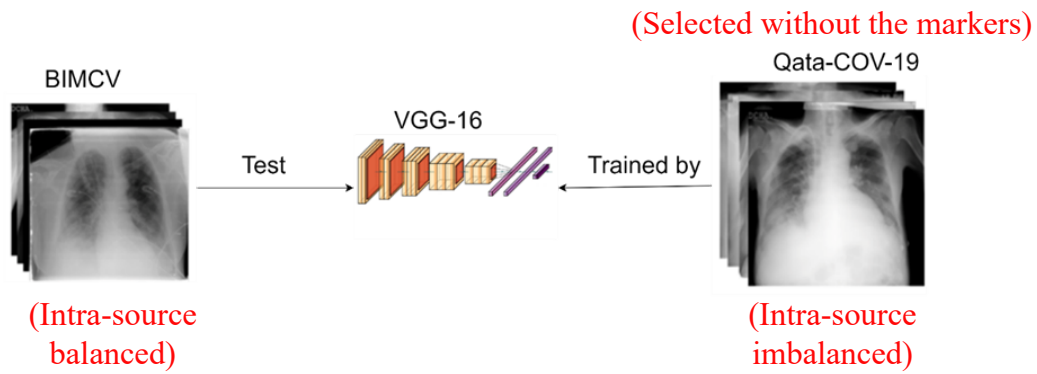 (Selected without the markers)
BIMCV
Qata-COV-19
VGG-16
Test
Trained by
(Intra-source
balanced)
(Intra-source
imbalanced)